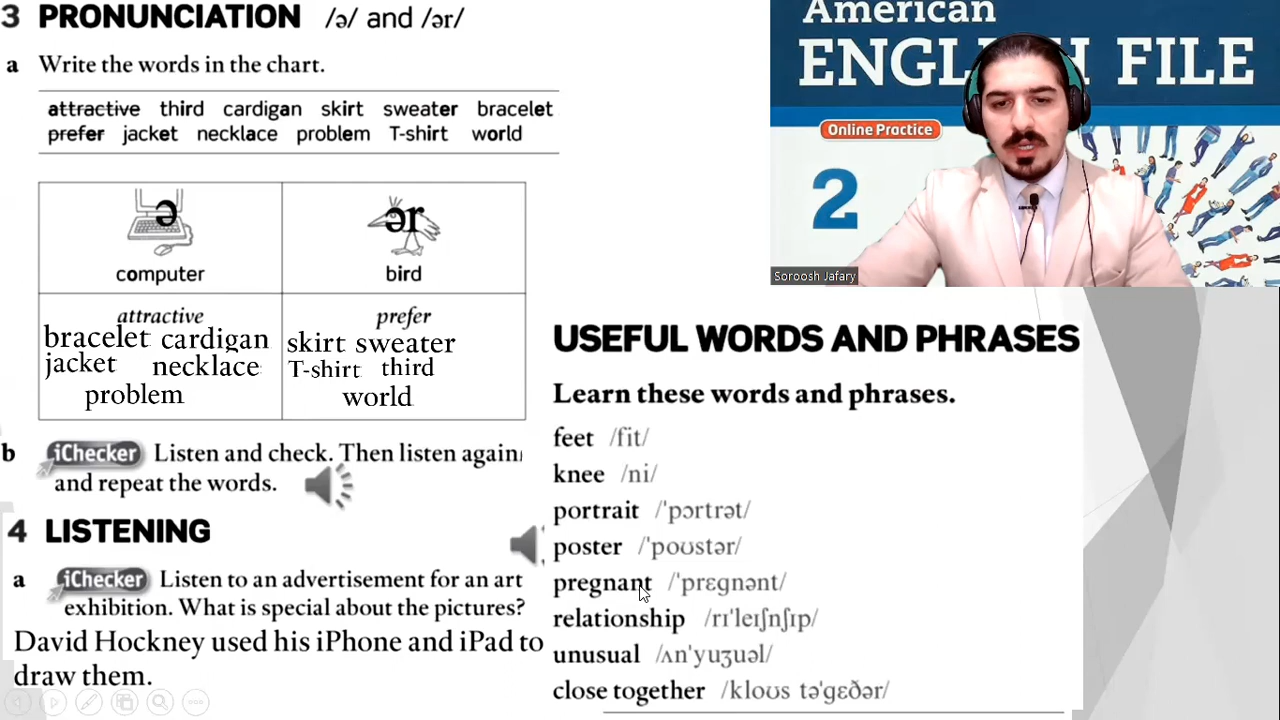 3 PRONUNCIATION /ə/ and /ər/
a Write the words in the chart.
attractive third cardigan skirt sweater bracelet
prefer jacket necklace problem T-shirt world
ə
computer
ər
bird
attractive
bracelet cardigan
jacket necklace
problem
prefer
skirt sweater
T-shirt third
world
b iChecker Listen and check. Then listen again
and repeat the words.
4 LISTENING
a iChecker Listen to an advertisement for an art
exhibition. What is special about the pictures?
David Hockney used his iPhone and iPad to
draw them.
American
ENGL H FILE
Online Practice
2
Soroosh Jafary
USEFUL WORDS AND PHRASES
Learn these words and phrases.
feet /fit/
knee /ni/
portrait /ˈpɔrtrət/
poster /ˈpoʊstər/
pregnant /ˈprɛgnənt/
relationship /rɪˈleɪʃnʃɪp/
unusual /ʌnˈyuʒuəl/
close together /kloʊs təˈgɛðər/